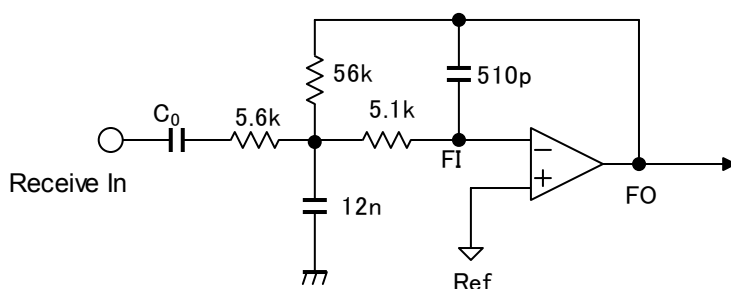 56k
510p
C₀
5.6k
5.1k
FI
Receive In
12n
FO
Ref